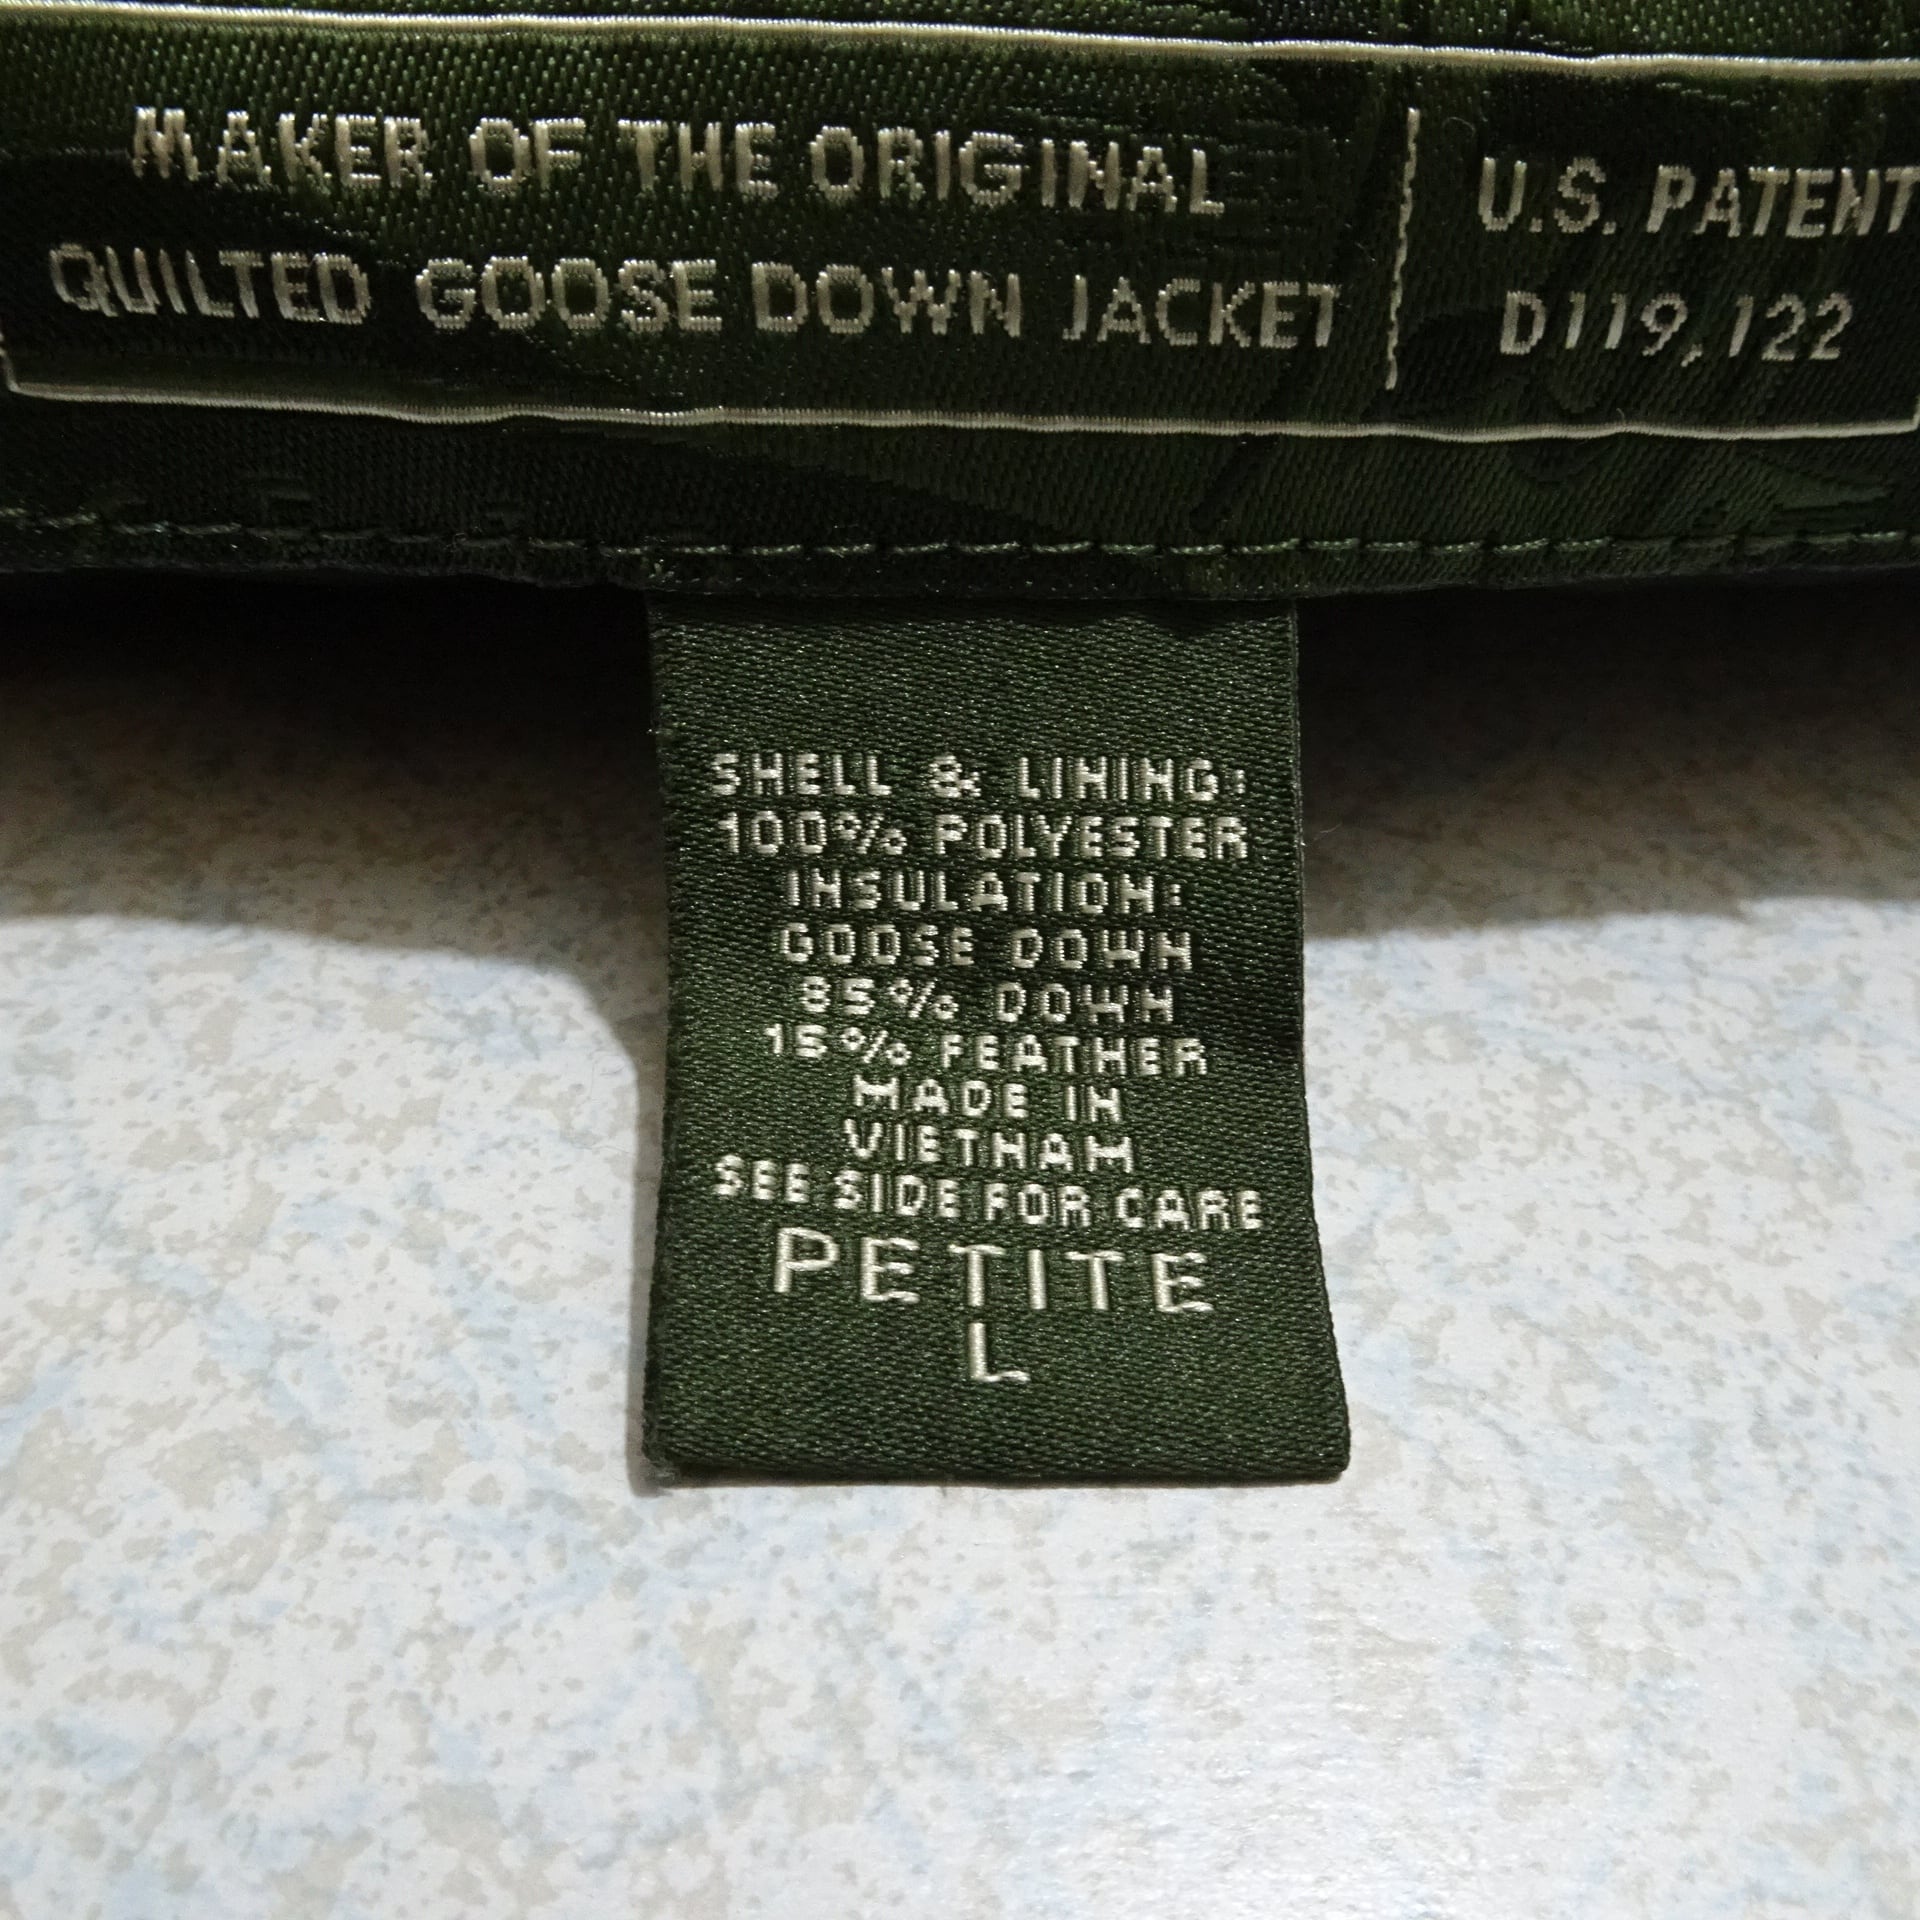 MAKER OF THE ORIGINAL
QUILTED GOOSE DOWN JACKET
U.S. PATENT
D119,122
SHELL & LINING:
100% POLYESTER
INSULATION:
GOOSE DOWN
85% DOWN
15% FEATHER
MADE IN
VIETNAM
SEE SIDE FOR CARE
PETITE
L